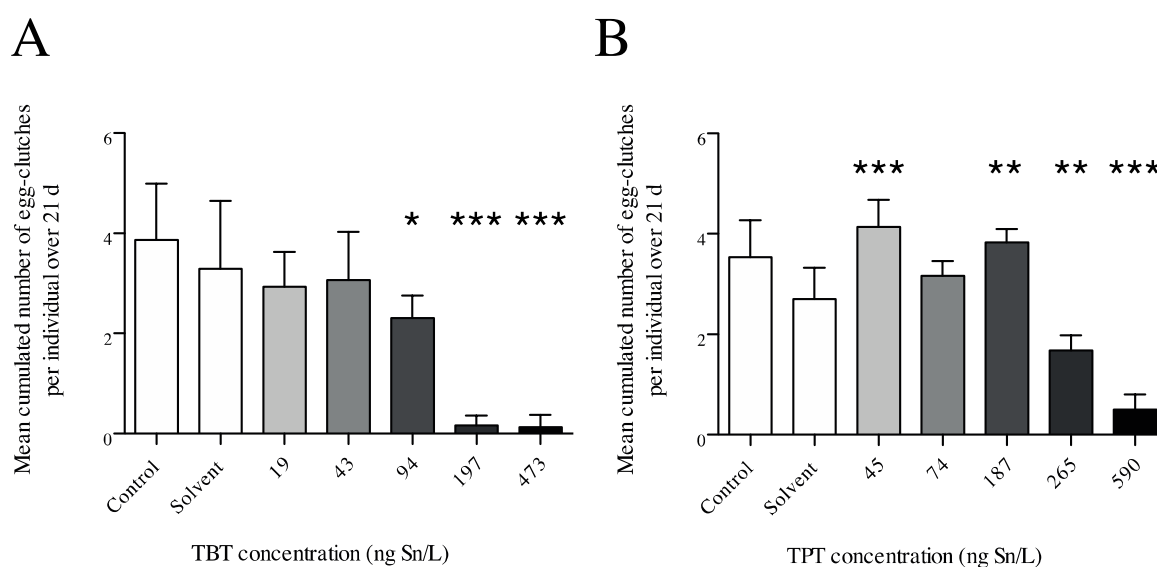 A
B
Mean cumulated number of egg-clutches
per individual over 21 d
6
4
2
0
* *** ***
Control
Solvent
19
43
94
197
473
TBT concentration (ng Sn/L)
Mean cumulated number of egg-clutches
per individual over 21 d
6
4
2
0
*** ** ** ***
Control
Solvent
45
74
187
265
590
TPT concentration (ng Sn/L)